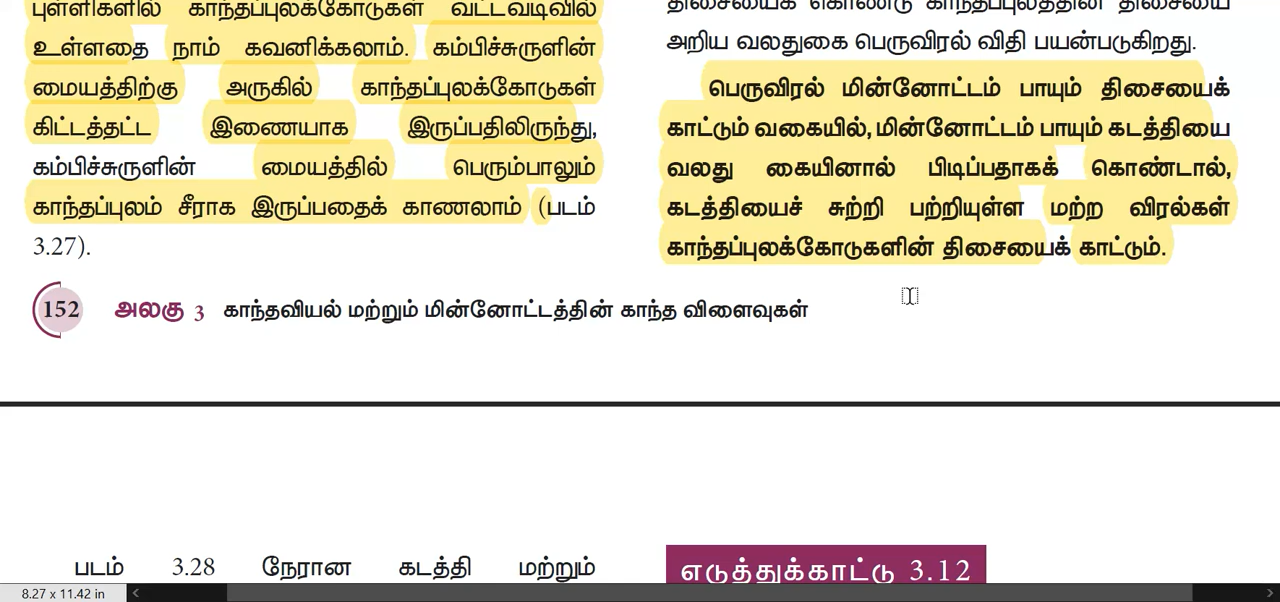 புள்ளிகளில் காந்தப்புலக்கோடுகள் வட்டவடிவில்
உள்ளதை நாம் கவனிக்கலாம். கம்பிச்சுருளின்
மையத்திற்கு அருகில் காந்தப்புலக்கோடுகள்
கிட்டத்தட்ட இணையாக இருப்பதிலிருந்து,
கம்பிச்சுருளின் மையத்தில் பெரும்பாலும்
காந்தப்புலம் சீராக இருப்பதைக் காணலாம் (படம்
3.27).
திசையைக் கொண்டு காந்தப்புலத்தின் திசையை
அறிய வலதுகை பெருவிரல் விதி பயன்படுகிறது.
பெருவிரல் மின்னோட்டம் பாயும் திசையைக்
காட்டும் வகையில், மின்னோட்டம் பாயும் கடத்தியை
வலது கையினால் பிடிப்பதாகக் கொண்டால்,
கடத்தியைச் சுற்றி பற்றியுள்ள மற்ற விரல்கள்
காந்தப்புலக்கோடுகளின் திசையைக் காட்டும்.
152 அலகு 3 காந்தவியல் மற்றும் மின்னோட்டத்தின் காந்த விளைவுகள்
படம் 3.28 நேரான கடத்தி மற்றும்
எடுத்துக்காட்டு 3.12
8.27 x 11.42 in